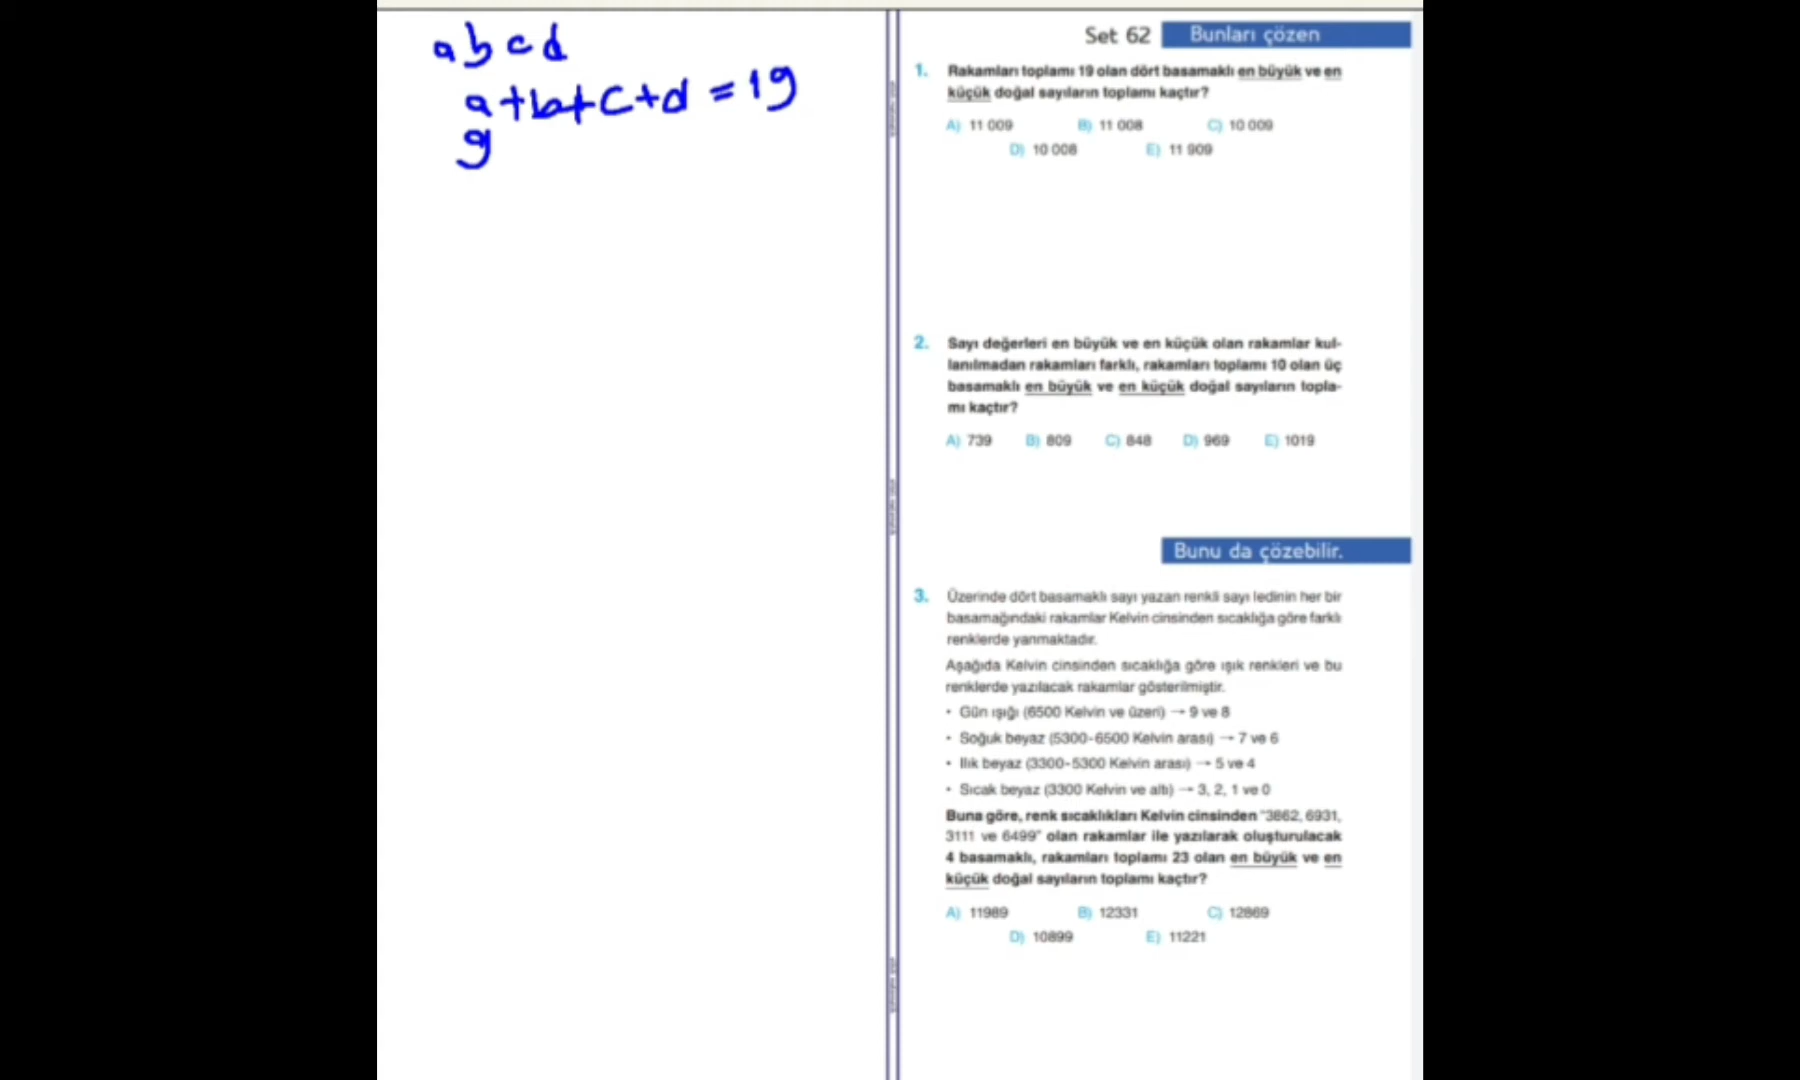 abcd
a+b+c+d=19
9
Set 62 Bunları çözen
1. Rakamları toplamı 19 olan dört basamaklı en büyük ve en
küçük doğal sayıların toplamı kaçtır?
A) 11 009 B) 11 008 C) 10 009
D) 10 008 E) 11 909
2. Sayı değerleri en büyük ve en küçük olan rakamlar kul-
lanılmadan rakamları farklı, rakamları toplamı 10 olan üç
basamaklı en büyük ve en küçük doğal sayıların topla-
mı kaçtır?
A) 739 B) 809 C) 848 D) 969 E) 1019
Bunu da çözebilir.
3. Üzerinde dört basamaklı sayı yazan renkli sayı ledinin her bir
basamağındaki rakamlar Kelvin cinsinden sıcaklığa göre farklı
renklerde yanmaktadır.
Aşağıda Kelvin cinsinden sıcaklığa göre ışık renkleri ve bu
renklerde yazılacak rakamlar gösterilmiştir.
• Gün ışığı (6500 Kelvin ve üzeri) → 9 ve 8
• Soğuk beyaz (5300-6500 Kelvin arası) → 7 ve 6
• Ilık beyaz (3300-5300 Kelvin arası) → 5 ve 4
• Sıcak beyaz (3300 Kelvin ve altı) → 3, 2, 1 ve 0
Buna göre, renk sıcaklıkları Kelvin cinsinden "3862, 6931,
3111 ve 6499" olan rakamlar ile yazılarak oluşturulacak
4 basamaklı, rakamları toplamı 23 olan en büyük ve en
küçük doğal sayıların toplamı kaçtır?
A) 11989 B) 12331 C) 12869
D) 10899 E) 11221